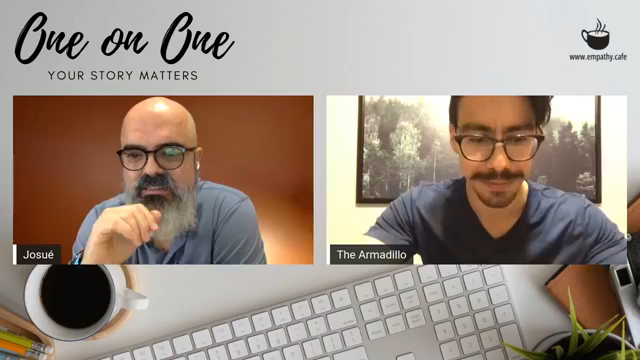 One on One
YOUR STORY MATTERS
www.empathy.cafe
Josué
The Armadillo